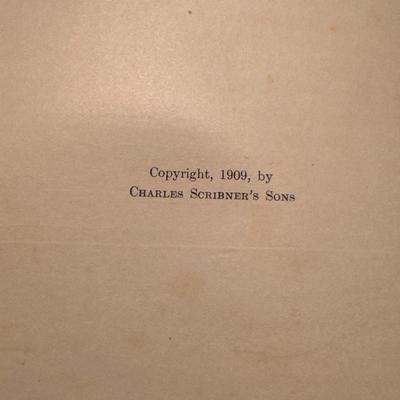 Copyright, 1909, by
Charles Scribner's Sons